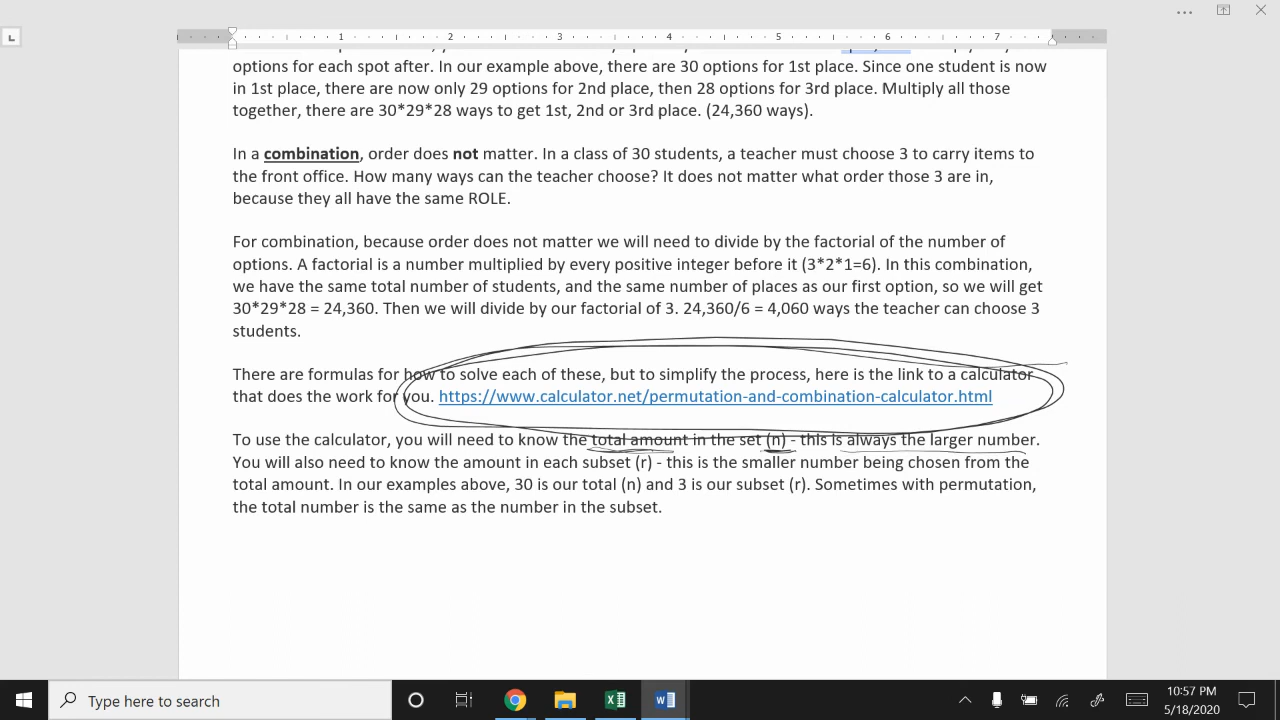 1 2 3 4 5 6 7
options for each spot after. In our example above, there are 30 options for 1st place. Since one student is now
in 1st place, there are now only 29 options for 2nd place, then 28 options for 3rd place. Multiply all those
together, there are 30*29*28 ways to get 1st, 2nd or 3rd place. (24,360 ways).
In a combination, order does not matter. In a class of 30 students, a teacher must choose 3 to carry items to
the front office. How many ways can the teacher choose? It does not matter what order those 3 are in,
because they all have the same ROLE.
For combination, because order does not matter we will need to divide by the factorial of the number of
options. A factorial is a number multiplied by every positive integer before it (3*2*1=6). In this combination,
we have the same total number of students, and the same number of places as our first option, so we will get
30*29*28 = 24,360. Then we will divide by our factorial of 3. 24,360/6 = 4,060 ways the teacher can choose 3
students.
There are formulas for how to solve each of these, but to simplify the process, here is the link to a calculator
that does the work for you. https://www.calculator.net/permutation-and-combination-calculator.html
To use the calculator, you will need to know the total amount in the set (n) - this is always the larger number.
You will also need to know the amount in each subset (r) - this is the smaller number being chosen from the
total amount. In our examples above, 30 is our total (n) and 3 is our subset (r). Sometimes with permutation,
the total number is the same as the number in the subset.
Type here to search
10:57 PM
5/18/2020